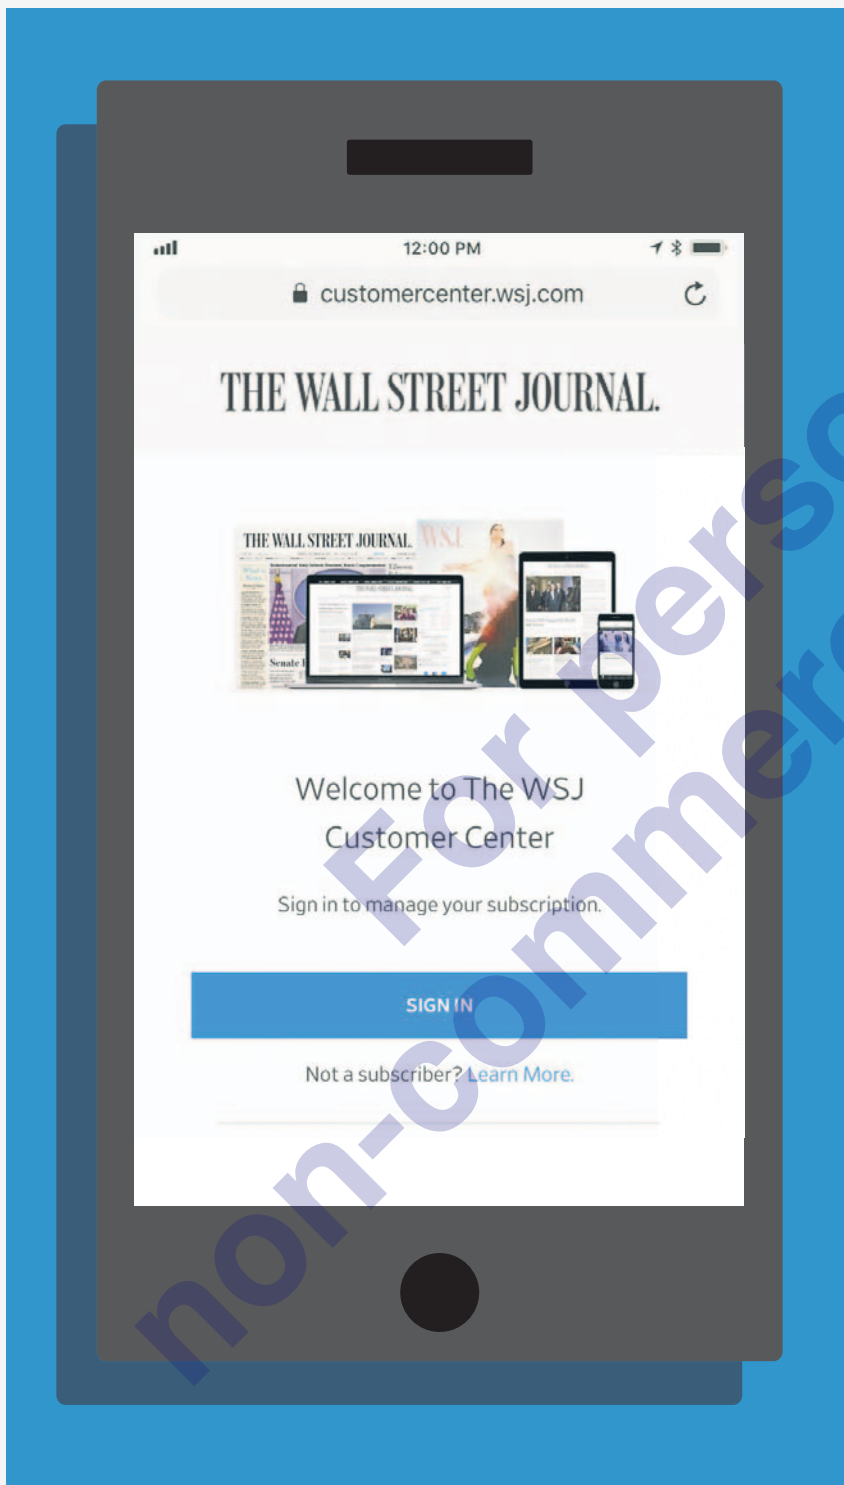 12:00 PM
customercenter.wsj.com
THE WALL STREET JOURNAL.
THE WALL STREET JOURNAL.
WSJ.
What's
News
Senate
Welcome to The WSJ
Customer Center
Sign in to manage your subscription.
SIGN IN
Not a subscriber? Learn More.
For perso
non-commerc